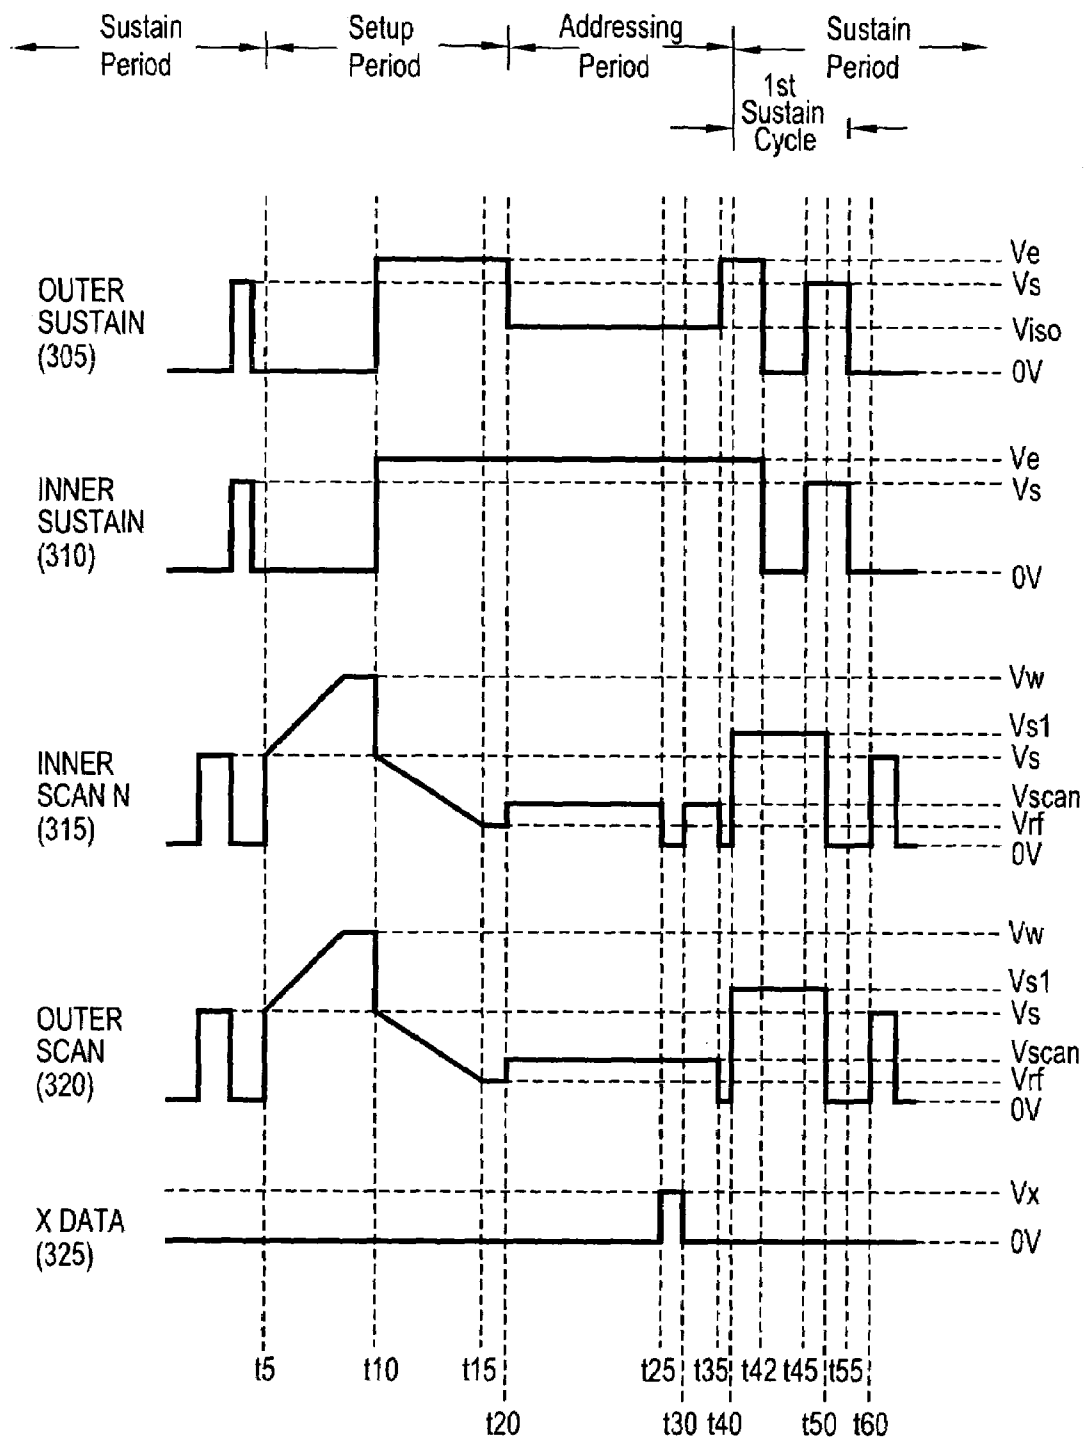 Sustain Period
Setup Period
Addressing Period
Sustain Period
1st Sustain Cycle
OUTER SUSTAIN (305)
Ve
Vs
Viso
0V
INNER SUSTAIN (310)
Ve
Vs
0V
INNER SCAN N (315)
Vw
Vs1
Vs
Vscan
Vrf
0V
OUTER SCAN (320)
Vw
Vs1
Vs
Vscan
Vrf
0V
X DATA (325)
Vx
0V
t5 t10 t15 t25 t35 t42 t45 t55
t20 t30 t40 t50 t60